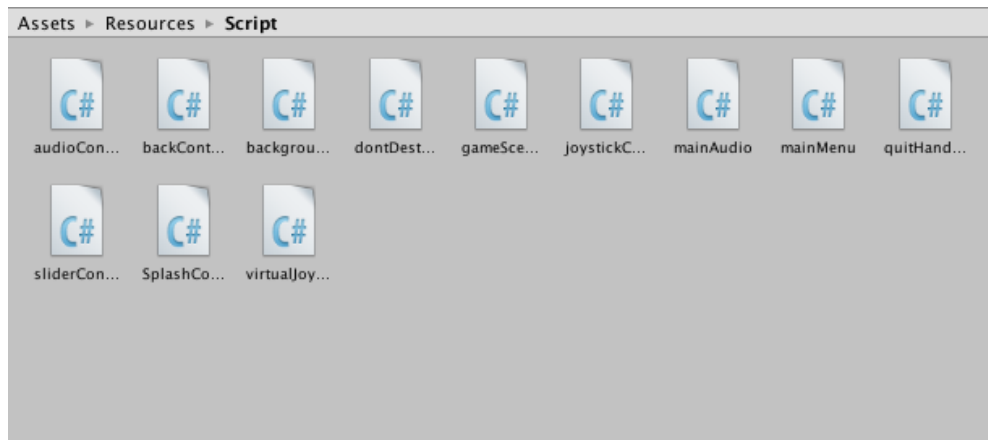 Assets ▸ Resources ▸ Script
C# C# C# C# C# C# C# C# C#
audioCon... backCont... backgrou... dontDest... gameSce... joystickC... mainAudio mainMenu quitHand...
C# C# C#
sliderCon... SplashCo... virtualJoy...